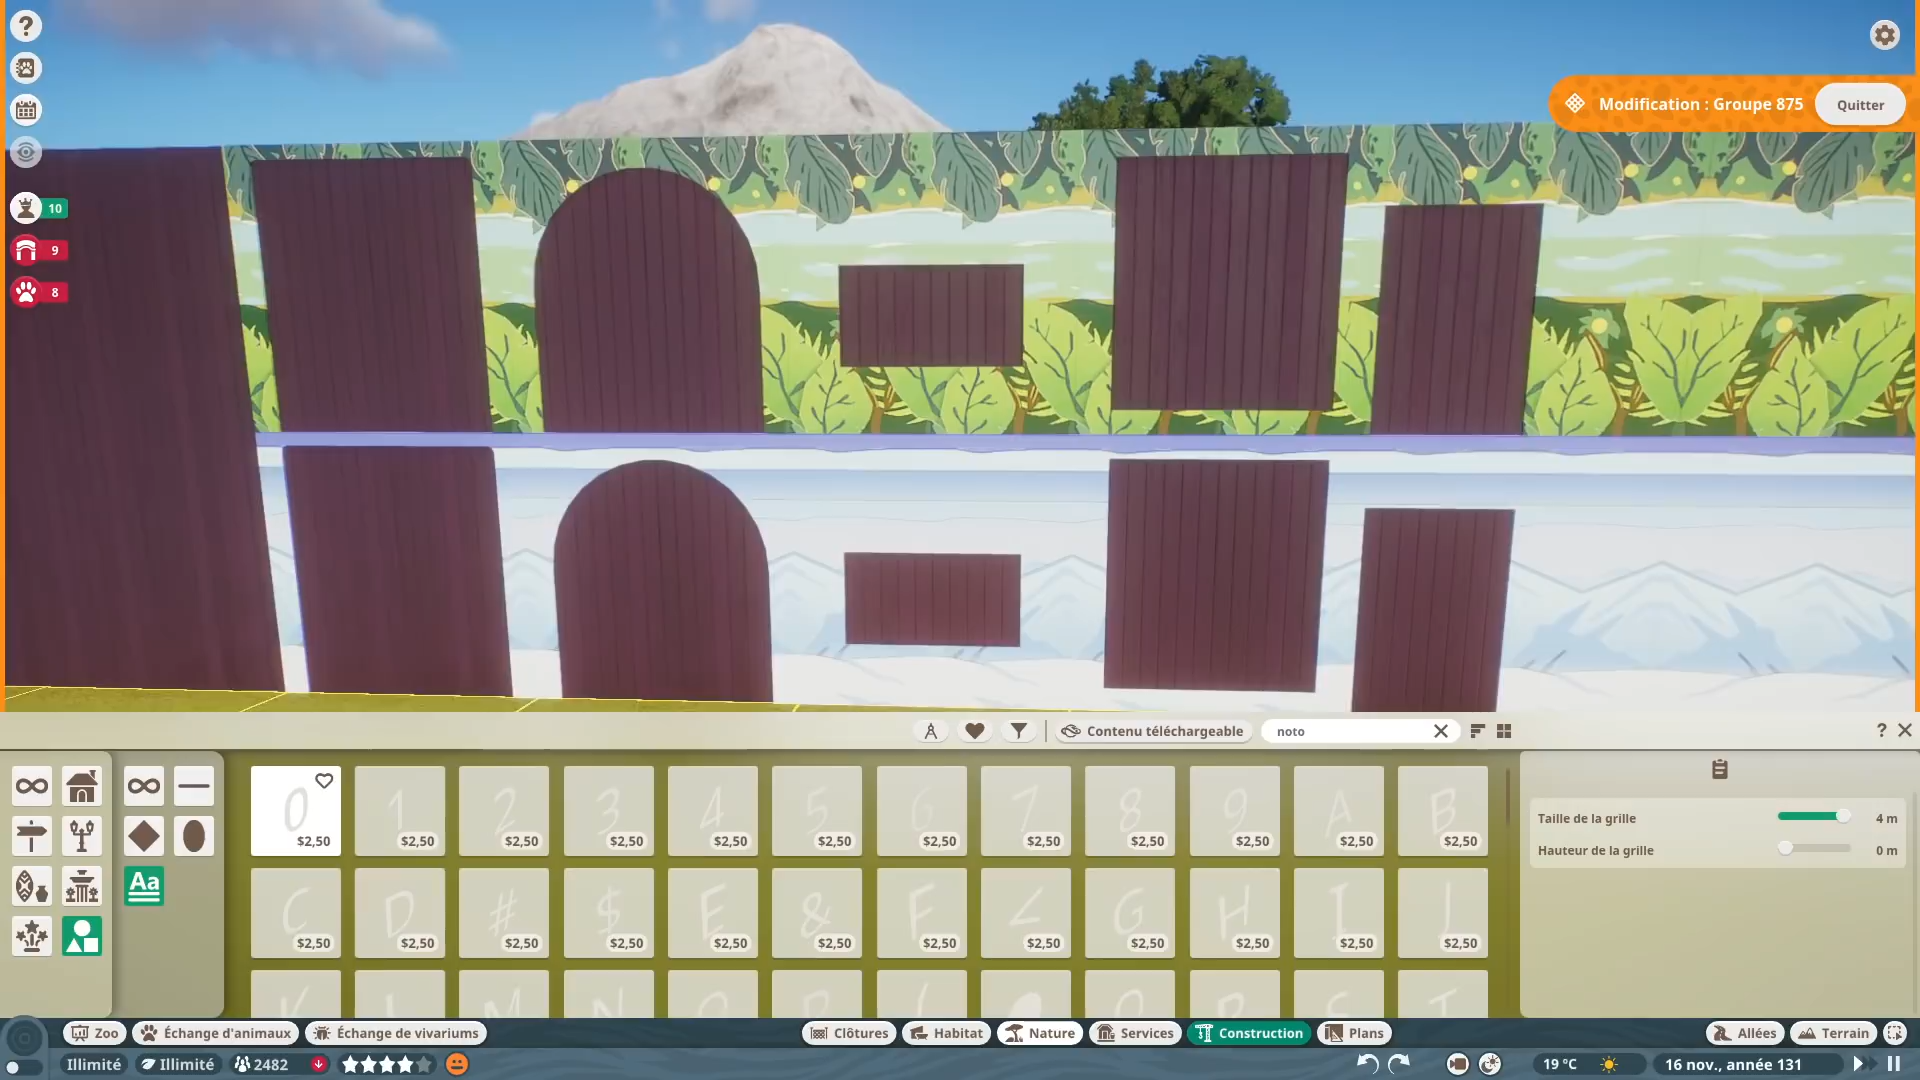 ?
10
9
8
Modification : Groupe 875
Quitter
Contenu téléchargeable
noto
?
0 $2,50
1 $2,50
2 $2,50
3 $2,50
4 $2,50
5 $2,50
6 $2,50
7 $2,50
8 $2,50
9 $2,50
A $2,50
B $2,50
C $2,50
D $2,50
# $2,50
$ $2,50
E $2,50
& $2,50
F $2,50
< $2,50
G $2,50
H $2,50
I $2,50
J $2,50
Aa
Taille de la grille 4 m
Hauteur de la grille 0 m
Zoo
Échange d'animaux
Échange de vivariums
Clôtures
Habitat
Nature
Services
Construction
Plans
Allées
Terrain
Illimité
Illimité
2482
19 °C
16 nov., année 131